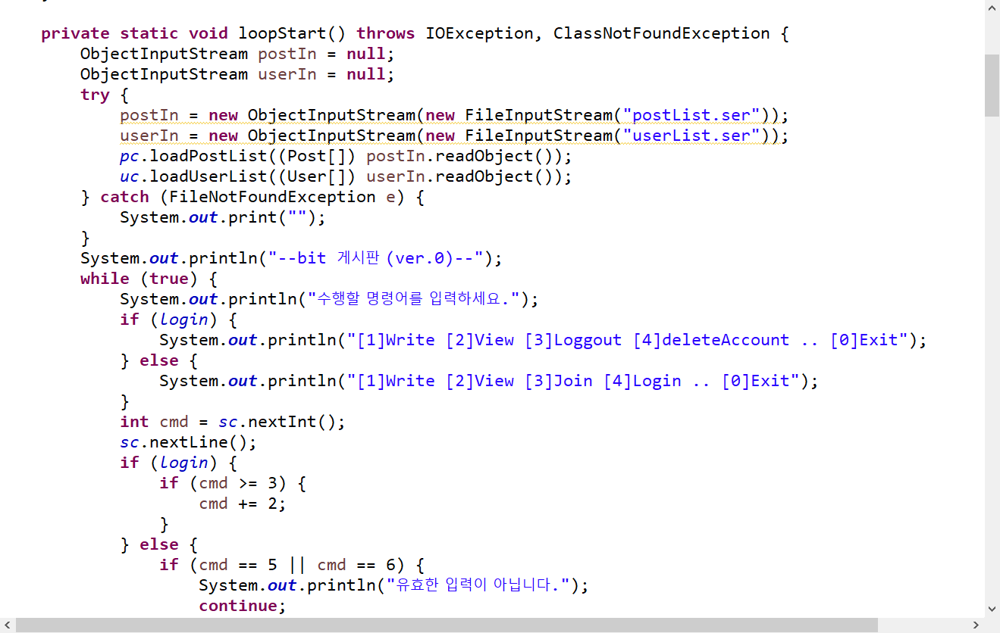 private static void loopStart() throws IOException, ClassNotFoundException {
ObjectInputStream postIn = null;
ObjectInputStream userIn = null;
try {
postIn = new ObjectInputStream(new FileInputStream("postList.ser"));
userIn = new ObjectInputStream(new FileInputStream("userList.ser"));
pc.loadPostList((Post[]) postIn.readObject());
uc.loadUserList((User[]) userIn.readObject());
} catch (FileNotFoundException e) {
System.out.print("");
}
System.out.println("--bit 게시판 (ver.0)--");
while (true) {
System.out.println("수행할 명령어를 입력하세요.");
if (login) {
System.out.println("[1]Write [2]View [3]Loggout [4]deleteAccount .. [0]Exit");
} else {
System.out.println("[1]Write [2]View [3]Join [4]Login .. [0]Exit");
}
int cmd = sc.nextInt();
sc.nextLine();
if (login) {
if (cmd >= 3) {
cmd += 2;
}
} else {
if (cmd == 5 || cmd == 6) {
System.out.println("유효한 입력이 아닙니다.");
continue;